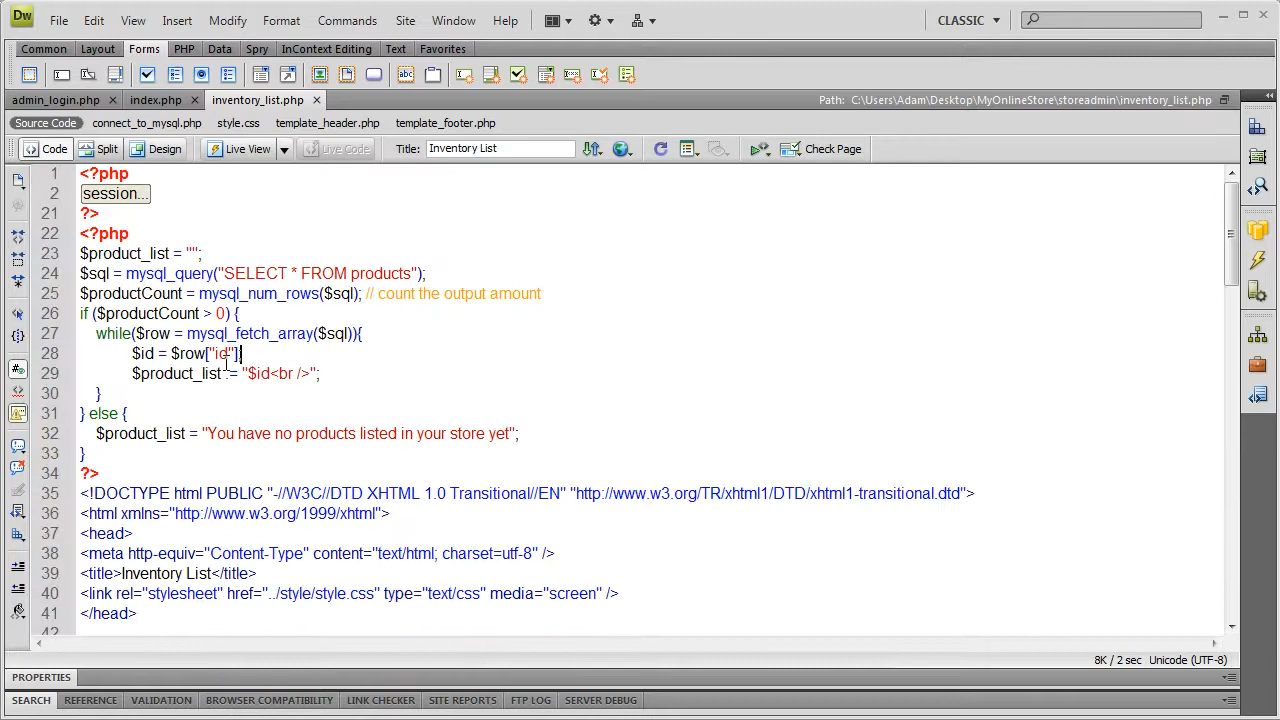 Dw File Edit View Insert Modify Format Commands Site Window Help CLASSIC
Common Layout Forms PHP Data Spry InContext Editing Text Favorites
admin_login.php × index.php × inventory_list.php × Path: C:\Users\Adam\Desktop\MyOnlineStore\storeadmin\inventory_list.php
Source Code connect_to_mysql.php style.css template_header.php template_footer.php
Code Split Design Live View Live Code Title: Inventory List Check Page
1 <?php
2 session...
21 ?>
22 <?php
23 $product_list = "";
24 $sql = mysql_query("SELECT * FROM products");
25 $productCount = mysql_num_rows($sql); // count the output amount
26 if ($productCount > 0) {
27 while($row = mysql_fetch_array($sql)){
28 $id = $row["id"];
29 $product_list .= "$id<br />";
30 }
31 } else {
32 $product_list = "You have no products listed in your store yet";
33 }
34 ?>
35 <!DOCTYPE html PUBLIC "-//W3C//DTD XHTML 1.0 Transitional//EN" "http://www.w3.org/TR/xhtml1/DTD/xhtml1-transitional.dtd">
36 <html xmlns="http://www.w3.org/1999/xhtml">
37 <head>
38 <meta http-equiv="Content-Type" content="text/html; charset=utf-8" />
39 <title>Inventory List</title>
40 <link rel="stylesheet" href="../style/style.css" type="text/css" media="screen" />
41 </head>
42
8K / 2 sec Unicode (UTF-8)
PROPERTIES
SEARCH REFERENCE VALIDATION BROWSER COMPATIBILITY LINK CHECKER SITE REPORTS FTP LOG SERVER DEBUG